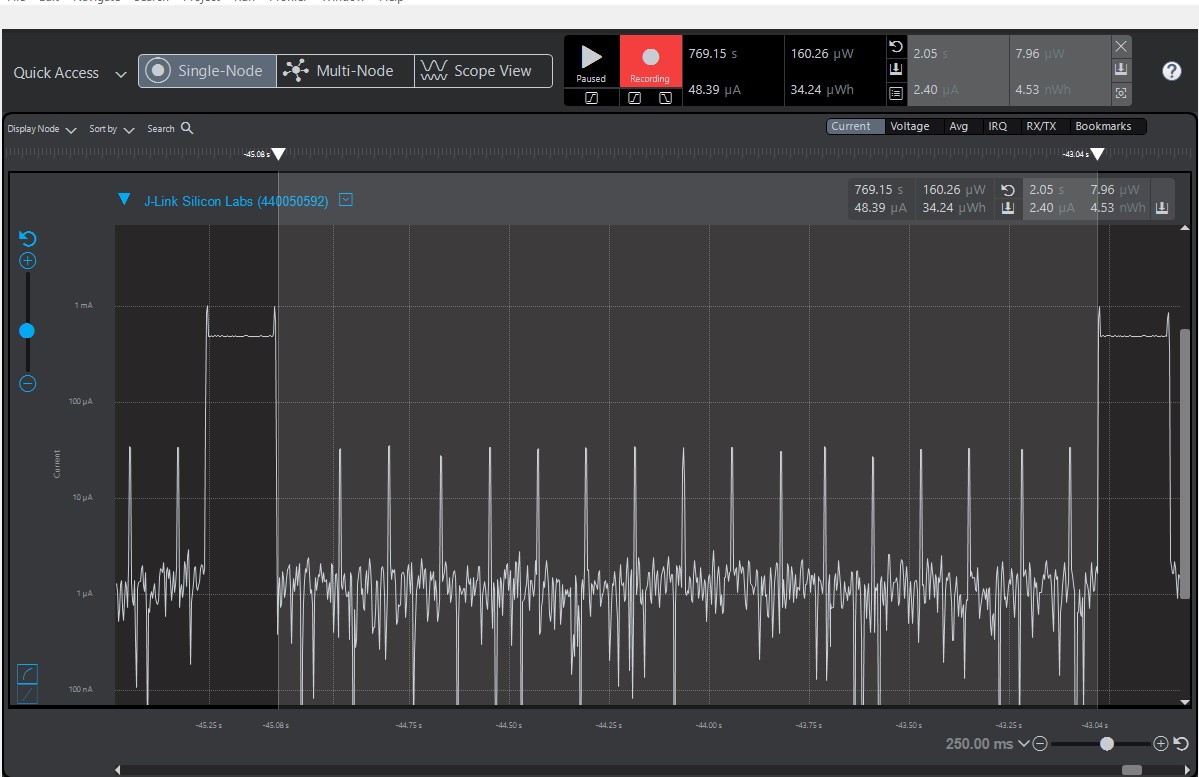 File Edit Navigate Search Project Run Profiler Window Help
Quick Access
Single-Node
Multi-Node
Scope View
Paused
Recording
769.15 s
160.26 µW
48.39 µA
34.24 µWh
2.05 s
7.96 µW
2.40 µA
4.53 nWh
?
Display Node
Sort by
Search
Current
Voltage
Avg
IRQ
RX/TX
Bookmarks
-45.08 s
-43.04 s
J-Link Silicon Labs (440050592)
769.15 s
160.26 µW
2.05 s
7.96 µW
48.39 µA
34.24 µWh
2.40 µA
4.53 nWh
1 mA
100 µA
Current
10 µA
1 µA
100 nA
-45.25 s
-45.08 s
-44.75 s
-44.50 s
-44.25 s
-44.00 s
-43.75 s
-43.50 s
-43.25 s
-43.04 s
250.00 ms